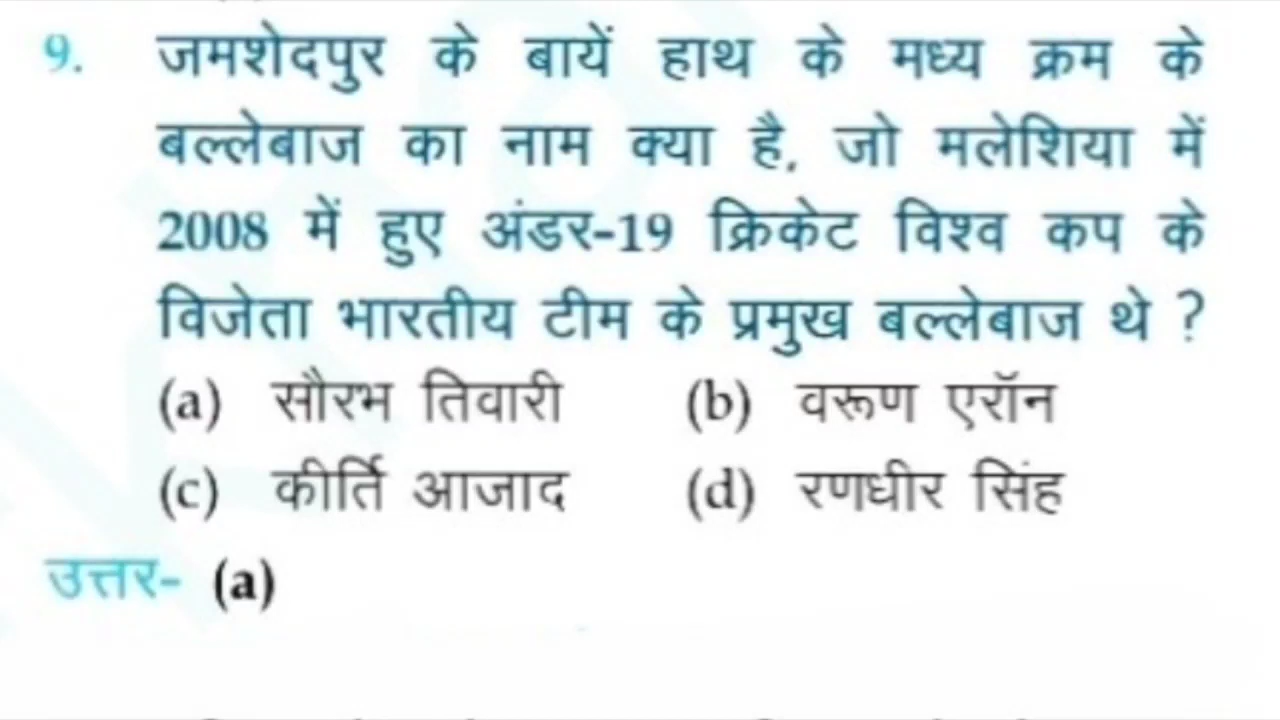 9. जमशेदपुर के बायें हाथ के मध्य क्रम के
बल्लेबाज का नाम क्या है, जो मलेशिया में
2008 में हुए अंडर-19 क्रिकेट विश्व कप के
विजेता भारतीय टीम के प्रमुख बल्लेबाज थे ?
(a) सौरभ तिवारी (b) वरूण एरॉन
(c) कीर्ति आजाद (d) रणधीर सिंह
उत्तर- (a)